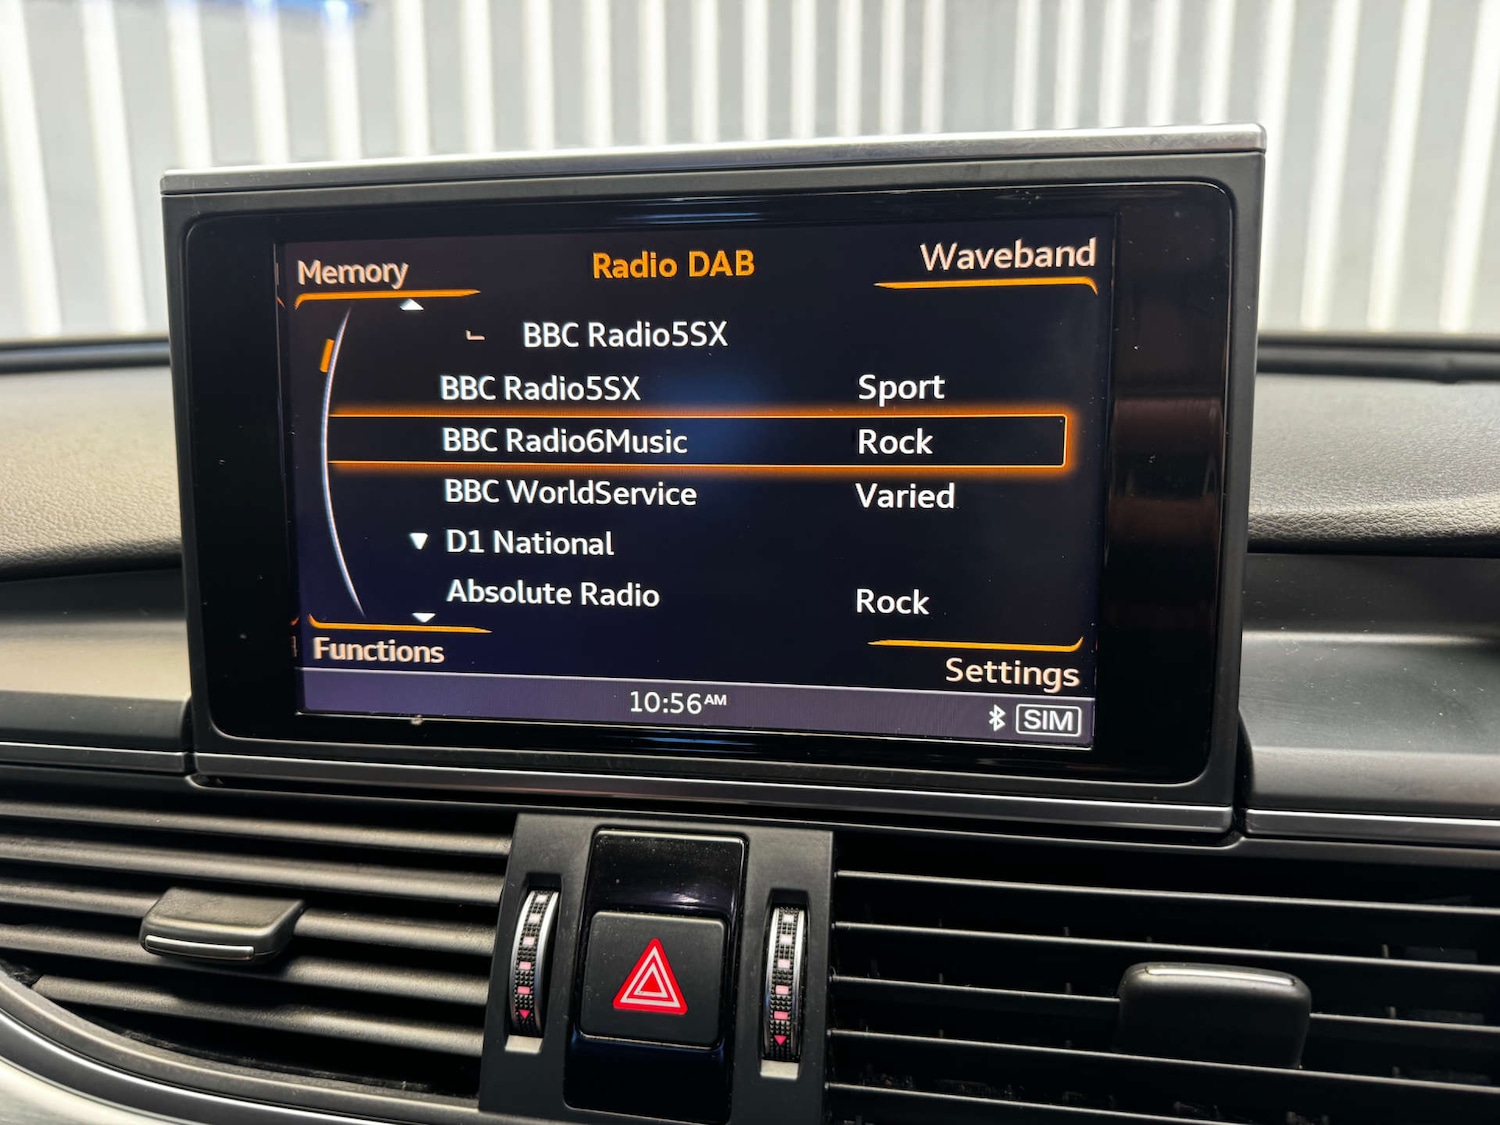 Memory Radio DAB Waveband
BBC Radio5SX
BBC Radio5SX Sport
BBC Radio6Music Rock
BBC WorldService Varied
D1 National
Absolute Radio Rock
Functions Settings
10:56AM SIM